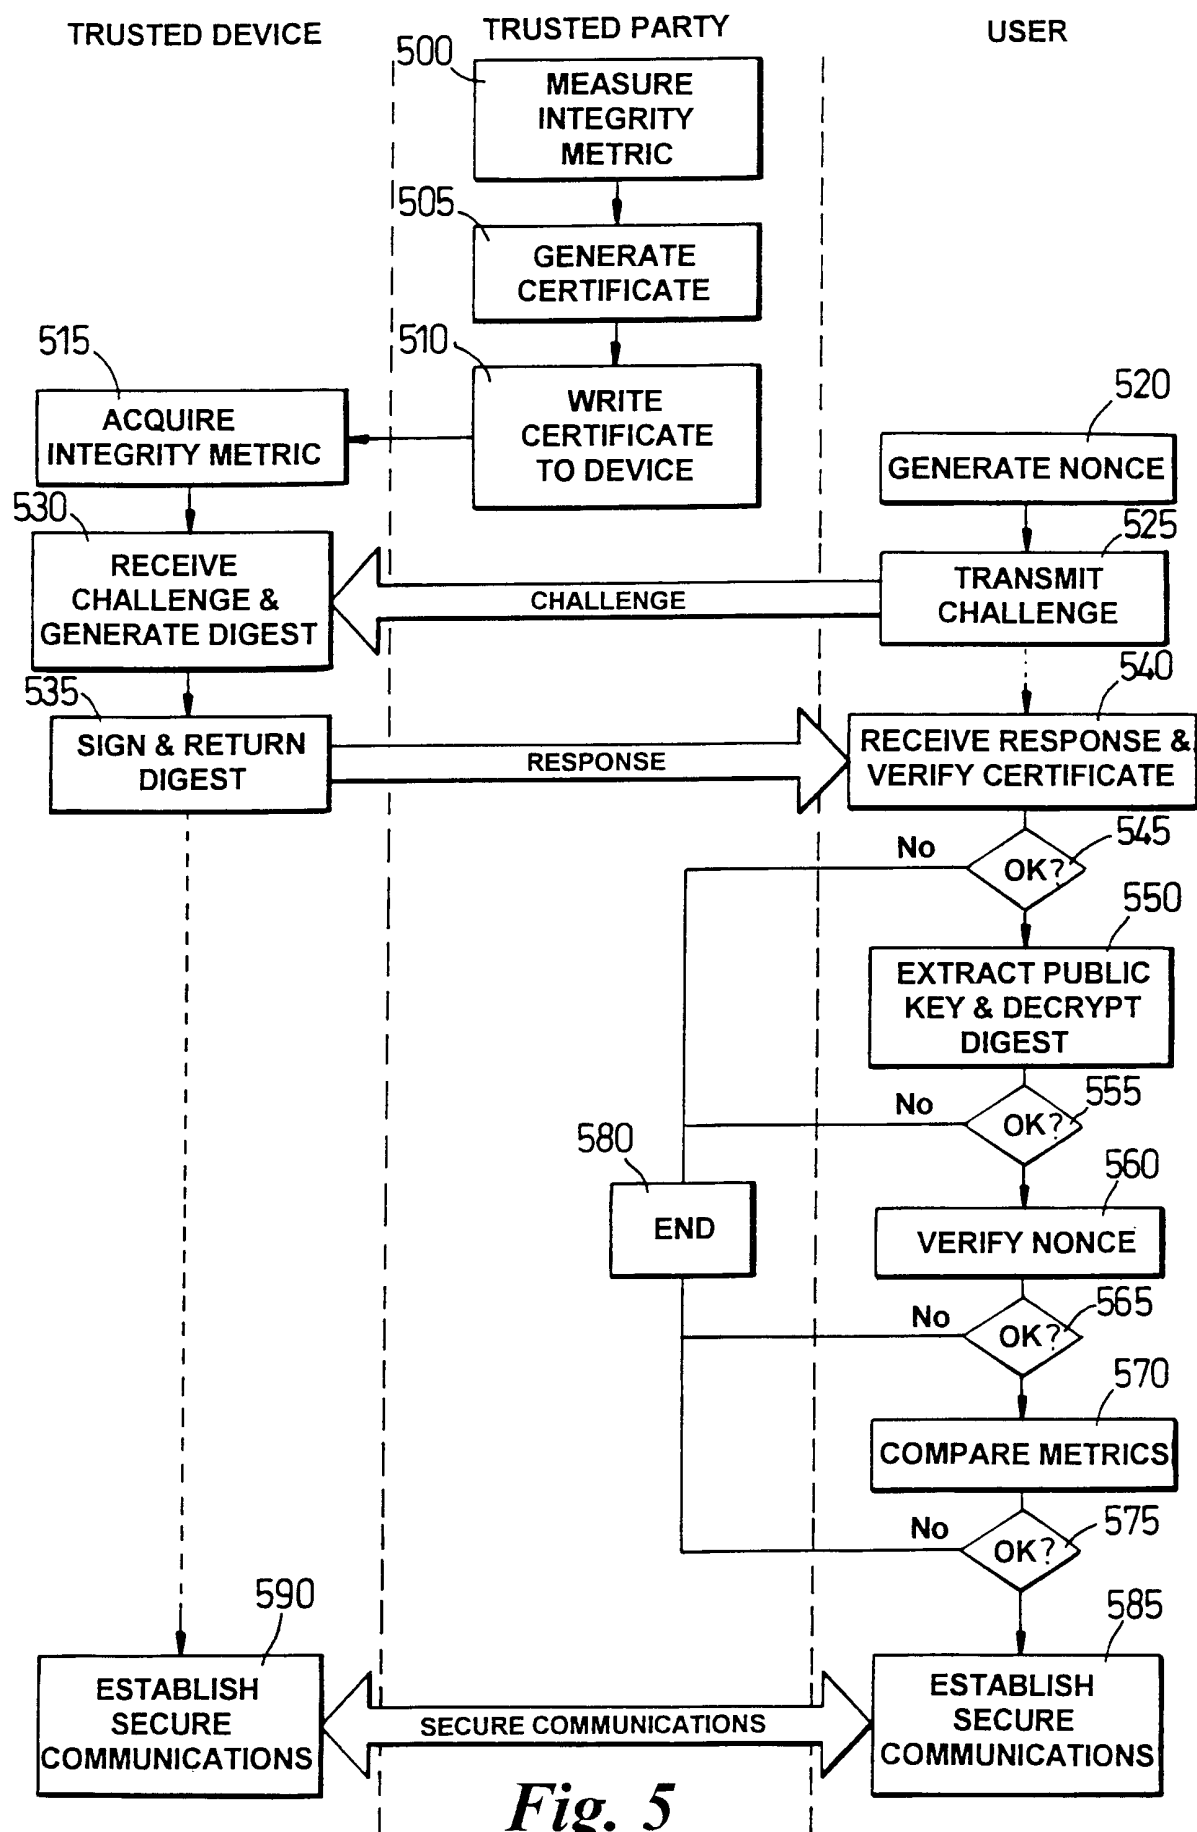 TRUSTED DEVICE
TRUSTED PARTY
USER
500
MEASURE
INTEGRITY
METRIC
505
GENERATE
CERTIFICATE
510
WRITE
CERTIFICATE
TO DEVICE
515
ACQUIRE
INTEGRITY METRIC
520
GENERATE NONCE
525
TRANSMIT
CHALLENGE
CHALLENGE
530
RECEIVE
CHALLENGE &
GENERATE DIGEST
535
SIGN & RETURN
DIGEST
RESPONSE
540
RECEIVE RESPONSE &
VERIFY CERTIFICATE
545
OK?
No
550
EXTRACT PUBLIC
KEY & DECRYPT
DIGEST
555
OK?
No
580
END
560
VERIFY NONCE
565
OK?
No
570
COMPARE METRICS
575
OK?
No
590
ESTABLISH
SECURE
COMMUNICATIONS
SECURE COMMUNICATIONS
585
ESTABLISH
SECURE
COMMUNICATIONS
Fig. 5